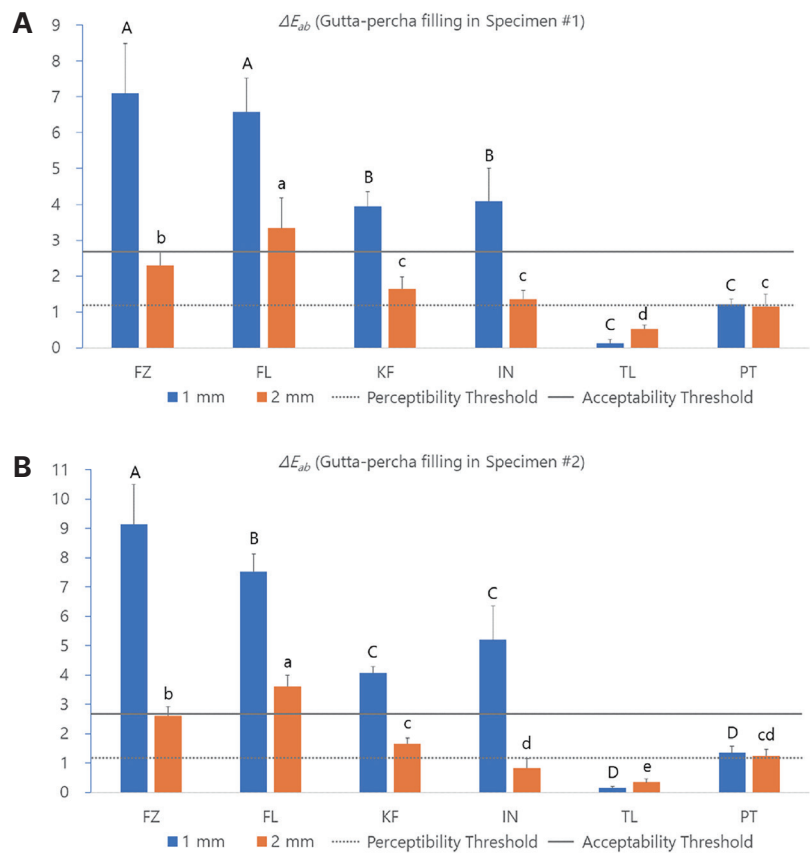 A
ΔEab (Gutta-percha filling in Specimen #1)
9
8
7
6
5
4
3
2
1
0
A
b
A
a
B
c
B
c
C
d
C
c
FZ
FL
KF
IN
TL
PT
1 mm
2 mm
Perceptibility Threshold
Acceptability Threshold
B
ΔEab (Gutta-percha filling in Specimen #2)
11
10
9
8
7
6
5
4
3
2
1
0
A
b
B
a
C
c
C
d
D
e
D
cd
FZ
FL
KF
IN
TL
PT
1 mm
2 mm
Perceptibility Threshold
Acceptability Threshold